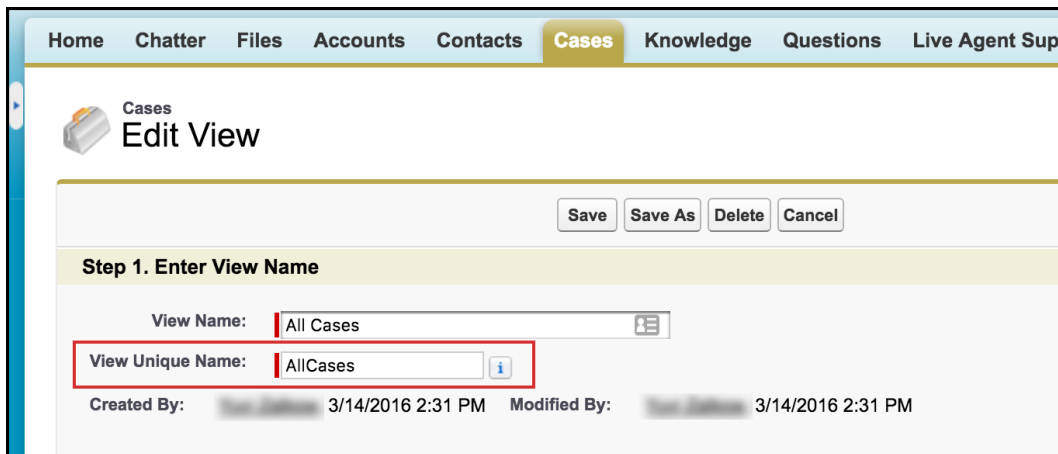 Home Chatter Files Accounts Contacts Cases Knowledge Questions Live Agent Sup
Cases
Edit View
Save Save As Delete Cancel
Step 1. Enter View Name
View Name: All Cases
View Unique Name: AllCases i
Created By: 3/14/2016 2:31 PM Modified By: 3/14/2016 2:31 PM